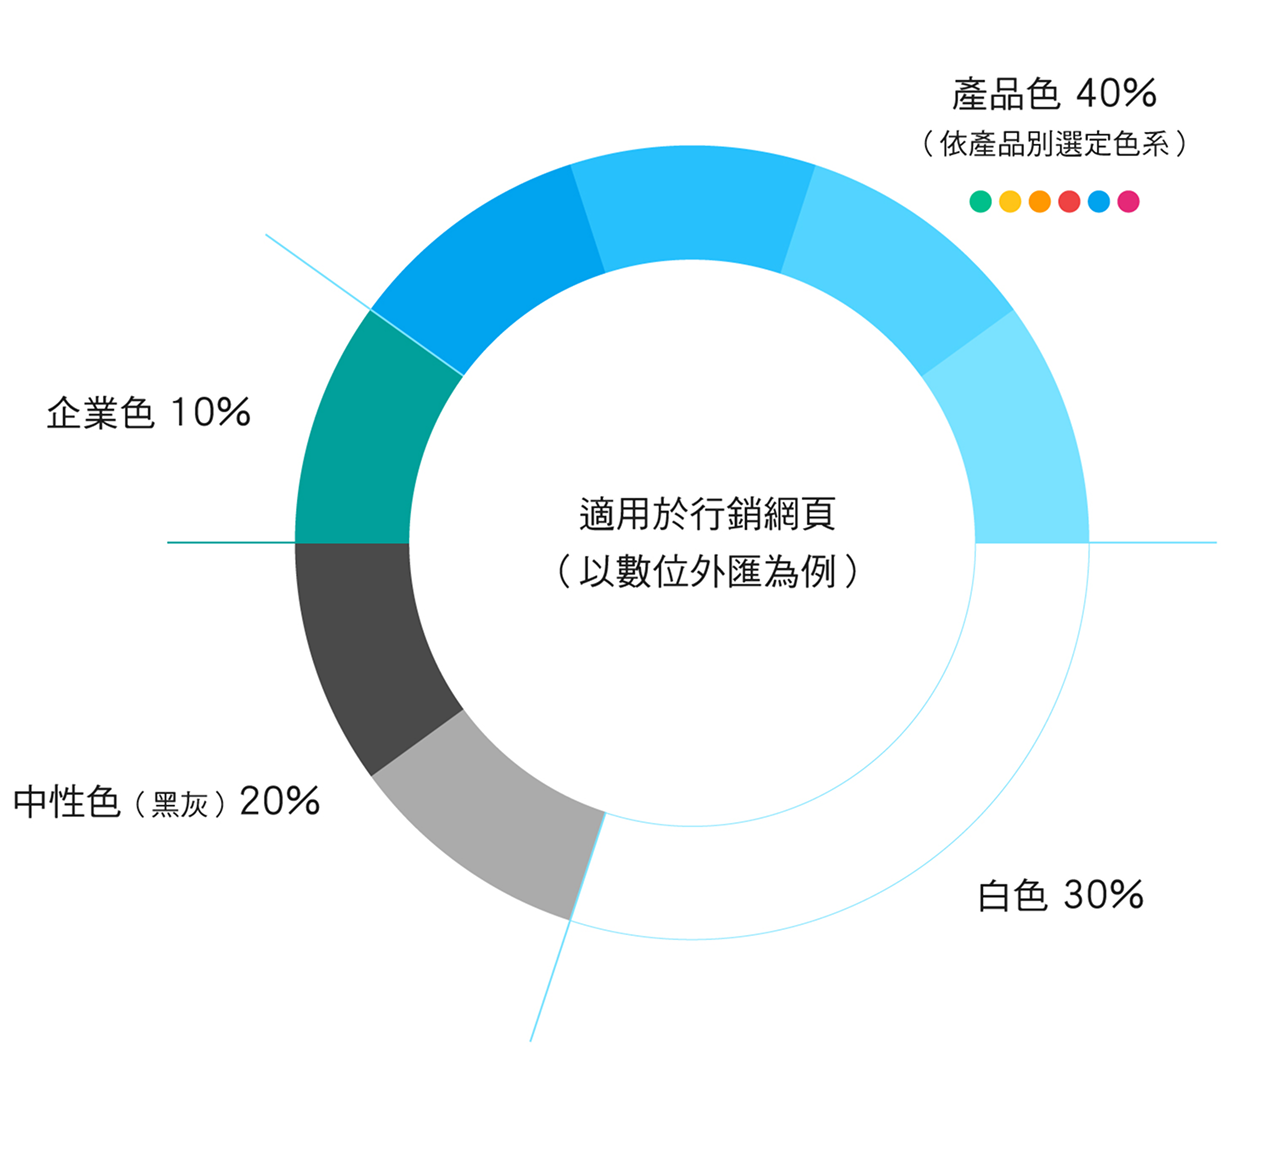 產品色 40%
（依產品別選定色系）
企業色 10%
適用於行銷網頁
（以數位外匯為例）
中性色（黑灰）20%
白色 30%